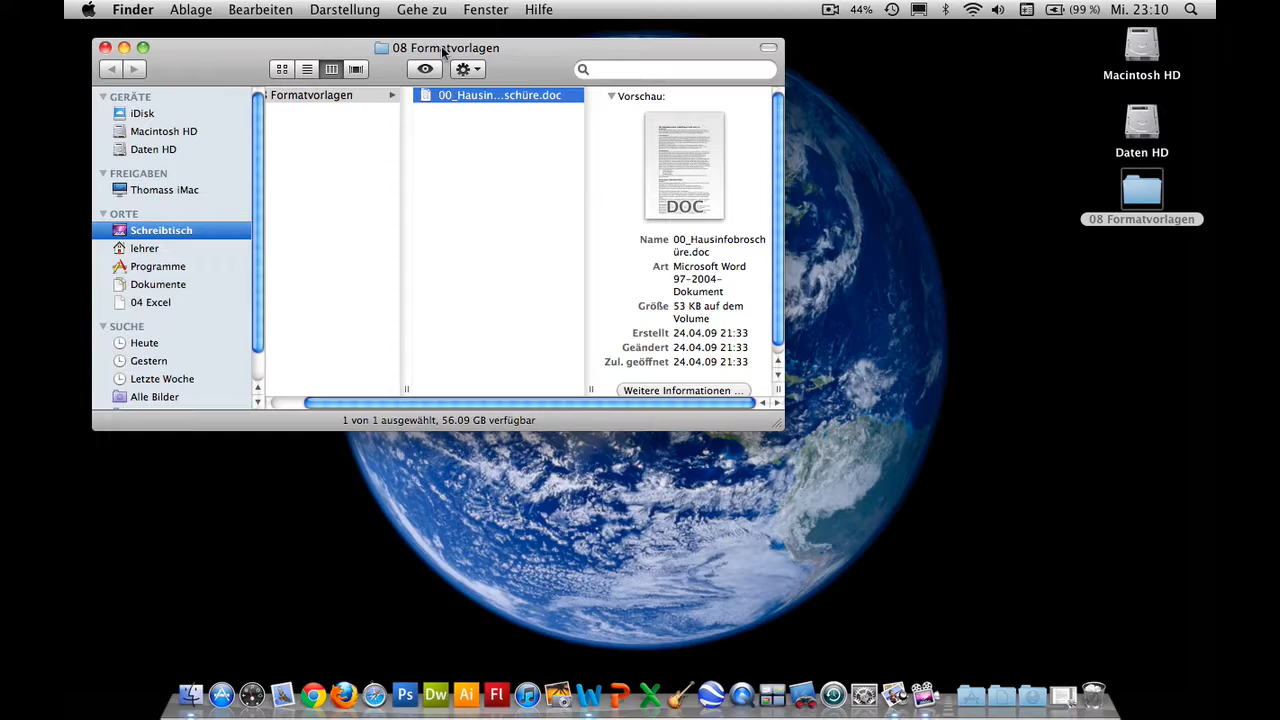 Finder Ablage Bearbeiten Darstellung Gehe zu Fenster Hilfe 44% (99 %) Mi. 23:10
08 Formatvorlagen
GERÄTE
iDisk
Macintosh HD
Daten HD
FREIGABEN
Thomass iMac
ORTE
Schreibtisch
lehrer
Programme
Dokumente
04 Excel
SUCHE
Heute
Gestern
Letzte Woche
Alle Bilder
Formatvorlagen
00_Hausin...schüre.doc
Vorschau:
DOC
Name 00_Hausinfobrosch
üre.doc
Art Microsoft Word
97-2004-
Dokument
Größe 53 KB auf dem
Volume
Erstellt 24.04.09 21:33
Geändert 24.04.09 21:33
Zul. geöffnet 24.04.09 21:33
Weitere Informationen ...
1 von 1 ausgewählt, 56.09 GB verfügbar
Macintosh HD
Daten HD
08 Formatvorlagen
Ps Dw Ai Fl